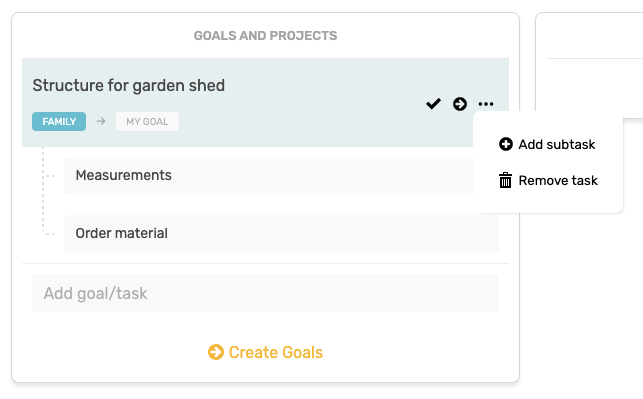 GOALS AND PROJECTS
Structure for garden shed
FAMILY → MY GOAL
Add subtask
Measurements
Remove task
Order material
Add goal/task
Create Goals